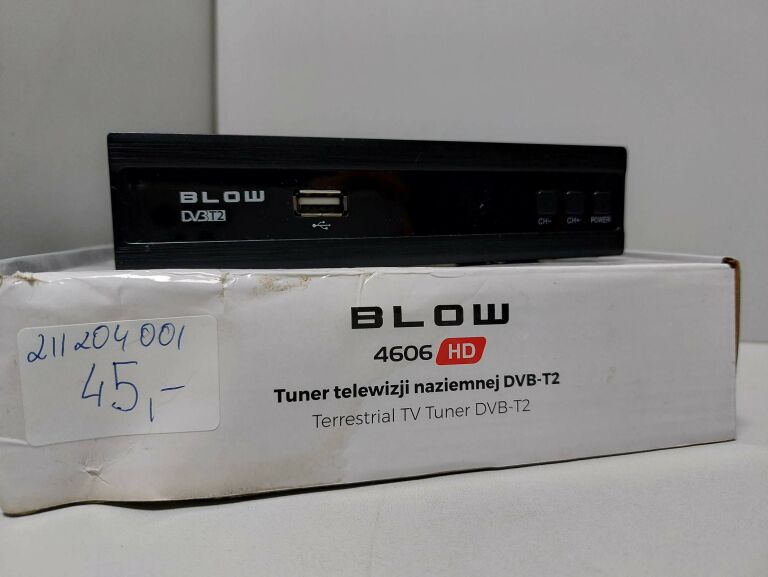 BLOW
DVB T2
CH-
CH+
POWER
BLOW
4606 HD
Tuner telewizji naziemnej DVB-T2
Terrestrial TV Tuner DVB-T2
211204001
45,-